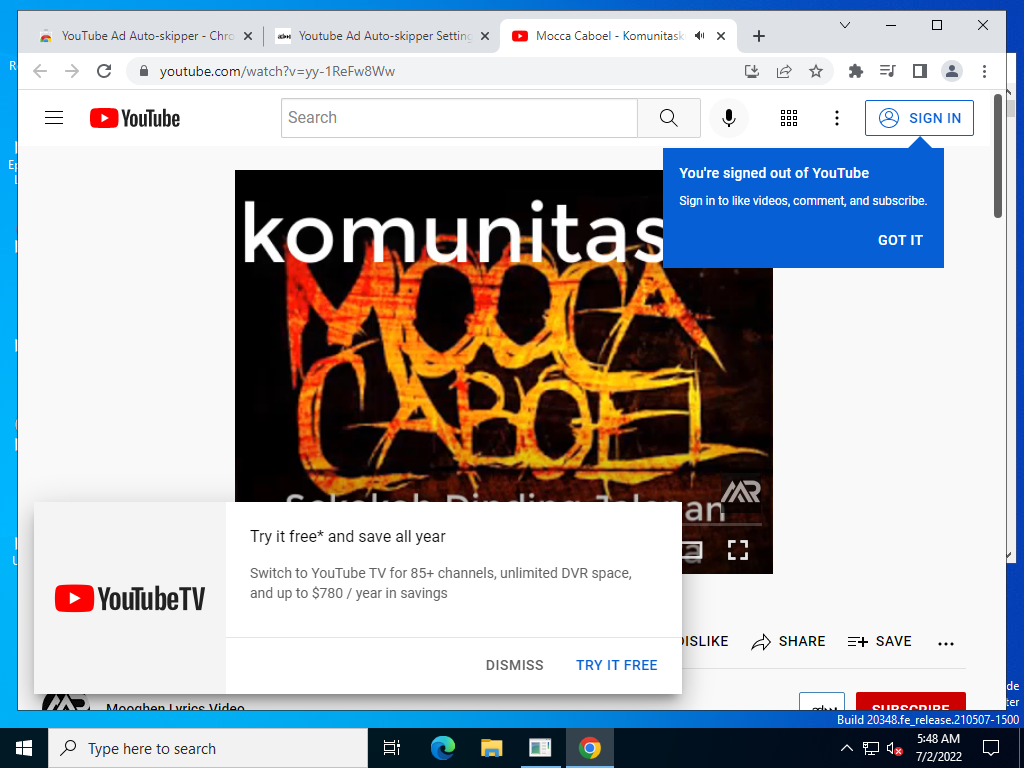 YouTube Ad Auto-skipper - Chro
Youtube Ad Auto-skipper Setting
Mocca Caboel - Komunitask
youtube.com/watch?v=yy-1ReFw8Ww
YouTube
Search
SIGN IN
You're signed out of YouTube
Sign in to like videos, comment, and subscribe.
GOT IT
komunitas
MOCCA
CABOEL
Try it free* and save all year
Switch to YouTube TV for 85+ channels, unlimited DVR space,
and up to $780 / year in savings
YouTubeTV
DISMISS
TRY IT FREE
DISLIKE
SHARE
SAVE
Mooghen Lyrics Video
SUBSCRIBE
Build 20348.fe_release.210507-1500
Type here to search
5:48 AM
7/2/2022